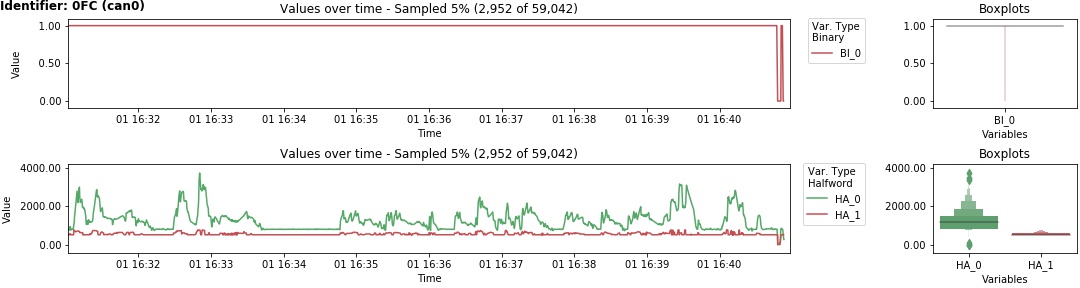 Identifier: 0FC (can0)
Values over time - Sampled 5% (2,952 of 59,042)
Value
1.00
0.50
0.00
01 16:32 01 16:33 01 16:34 01 16:35 01 16:36 01 16:37 01 16:38 01 16:39 01 16:40
Time
Var. Type
Binary
BI_0
Boxplots
1.00
0.50
0.00
BI_0
Variables
Values over time - Sampled 5% (2,952 of 59,042)
Value
4000.00
2000.00
0.00
01 16:32 01 16:33 01 16:34 01 16:35 01 16:36 01 16:37 01 16:38 01 16:39 01 16:40
Time
Var. Type
Halfword
HA_0
HA_1
Boxplots
4000.00
2000.00
0.00
HA_0 HA_1
Variables